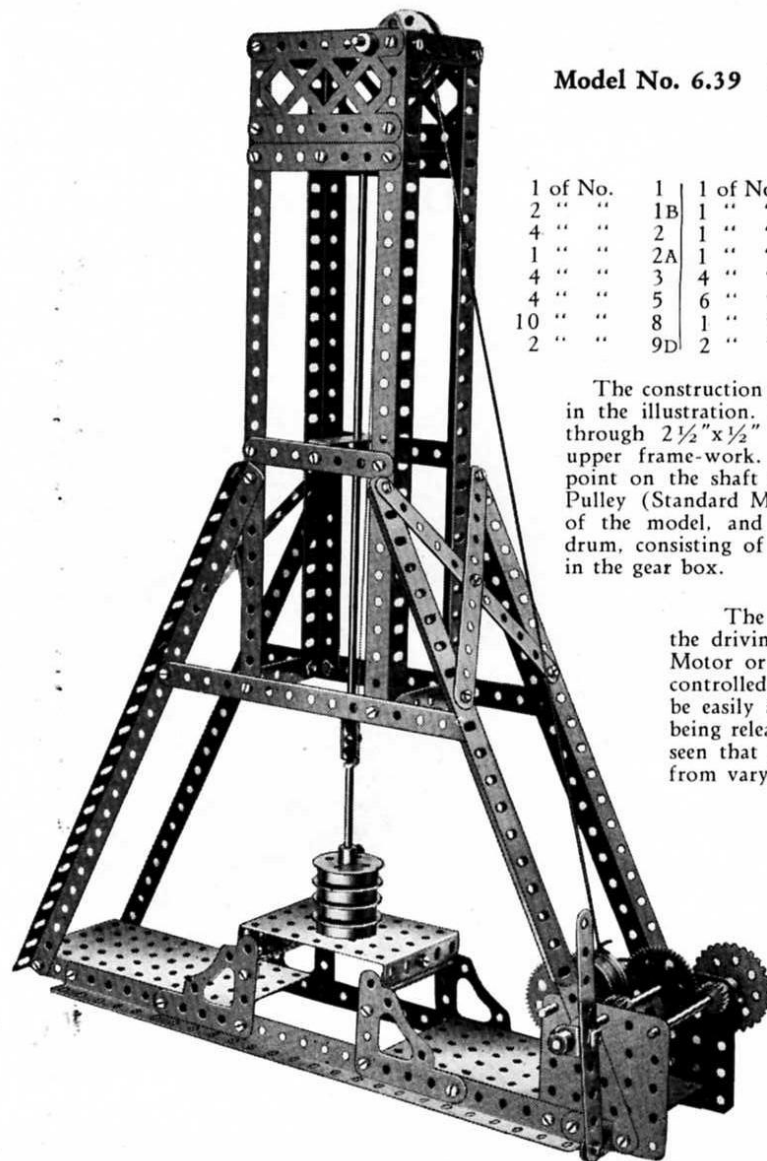 Model No. 6.39
1 of No. 1 1 of No
2 “ “ 1B 1 “ “
4 “ “ 2 1 “ “
1 “ “ 2A 1 “ “
4 “ “ 3 4 “ “
4 “ “ 5 6 “ “
10 “ “ 8 1 “ “
2 “ “ 9D 2 “ “
The construction
in the illustration.
through 2½"x½"
upper frame-work.
point on the shaft
Pulley (Standard M
of the model, and
drum, consisting of
in the gear box.
The
the drivin
Motor or
controlled
be easily
being relea
seen that
from vary